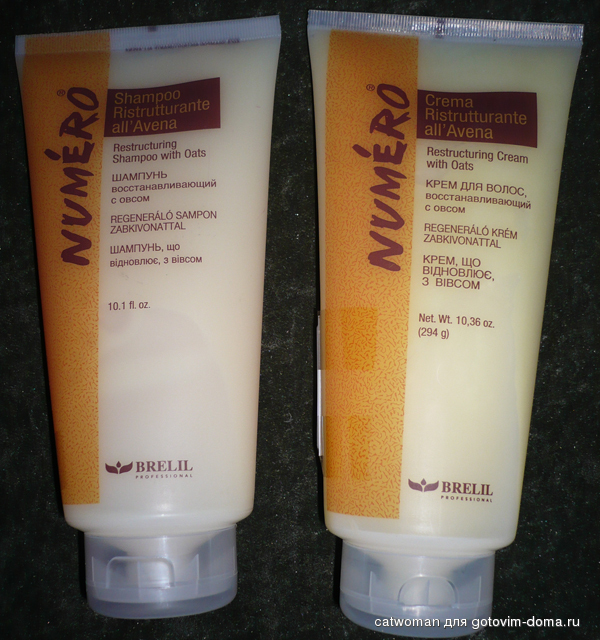 NUMÉRO®
Shampoo
Ristrutturante
all'Avena
Restructuring
Shampoo with Oats
ШАМПУНЬ
восстанавливающий
с овсом
REGENERÁLÓ SAMPON
ZABKIVONATTAL
ШАМПУНЬ, що
відновлює, з вівсом
10.1 fl. oz.
BRELIL
PROFESSIONAL
NUMÉRO®
Crema
Ristrutturante
all'Avena
Restructuring Cream
with Oats
КРЕМ ДЛЯ ВОЛОС,
восстанавливающий
с овсом
REGENERÁLÓ KRÉM
ZABKIVONATTAL
КРЕМ, ЩО
ВІДНОВЛЮЄ,
З ВІВСОМ
Net. Wt. 10,36 oz.
(294 g)
BRELIL
PROFESSIONAL
catwoman для gotovim-doma.ru